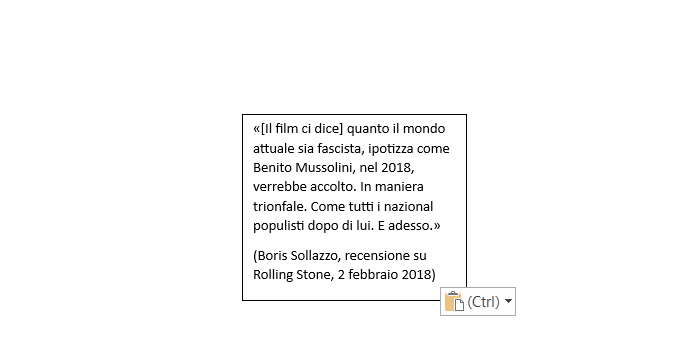 «[Il film ci dice] quanto il mondo
attuale sia fascista, ipotizza come
Benito Mussolini, nel 2018,
verrebbe accolto. In maniera
trionfale. Come tutti i nazional
populisti dopo di lui. E adesso.»
(Boris Sollazzo, recensione su
Rolling Stone, 2 febbraio 2018)
(Ctrl)